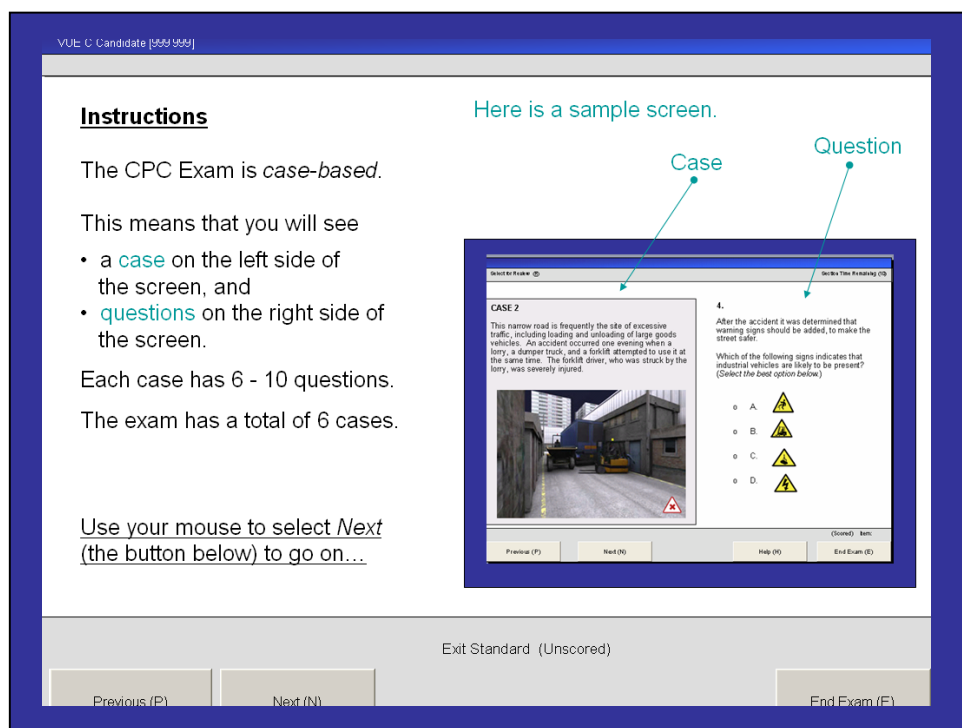 VUE C Candidate [999 999]
Instructions
The CPC Exam is case-based.
This means that you will see
• a case on the left side of
the screen, and
• questions on the right side of
the screen.
Each case has 6 - 10 questions.
The exam has a total of 6 cases.
Use your mouse to select Next
(the button below) to go on…
Here is a sample screen.
Case
Question
Select for Review (R)
Section Time Remaining (10)
CASE 2
This narrow road is frequently the site of excessive
traffic, including loading and unloading of large goods
vehicles. An accident occurred one evening when a
lorry, a dumper truck, and a forklift attempted to use it at
the same time. The forklift driver, who was struck by the
lorry, was severely injured.
4.
After the accident it was determined that
warning signs should be added, to make the
street safer.
Which of the following signs indicates that
industrial vehicles are likely to be present?
(Select the best option below.)
A.
B.
C.
D.
(Scored) Item:
Previous (P)
Next (N)
Help (H)
End Exam (E)
Exit Standard (Unscored)
Previous (P)
Next (N)
End Exam (E)